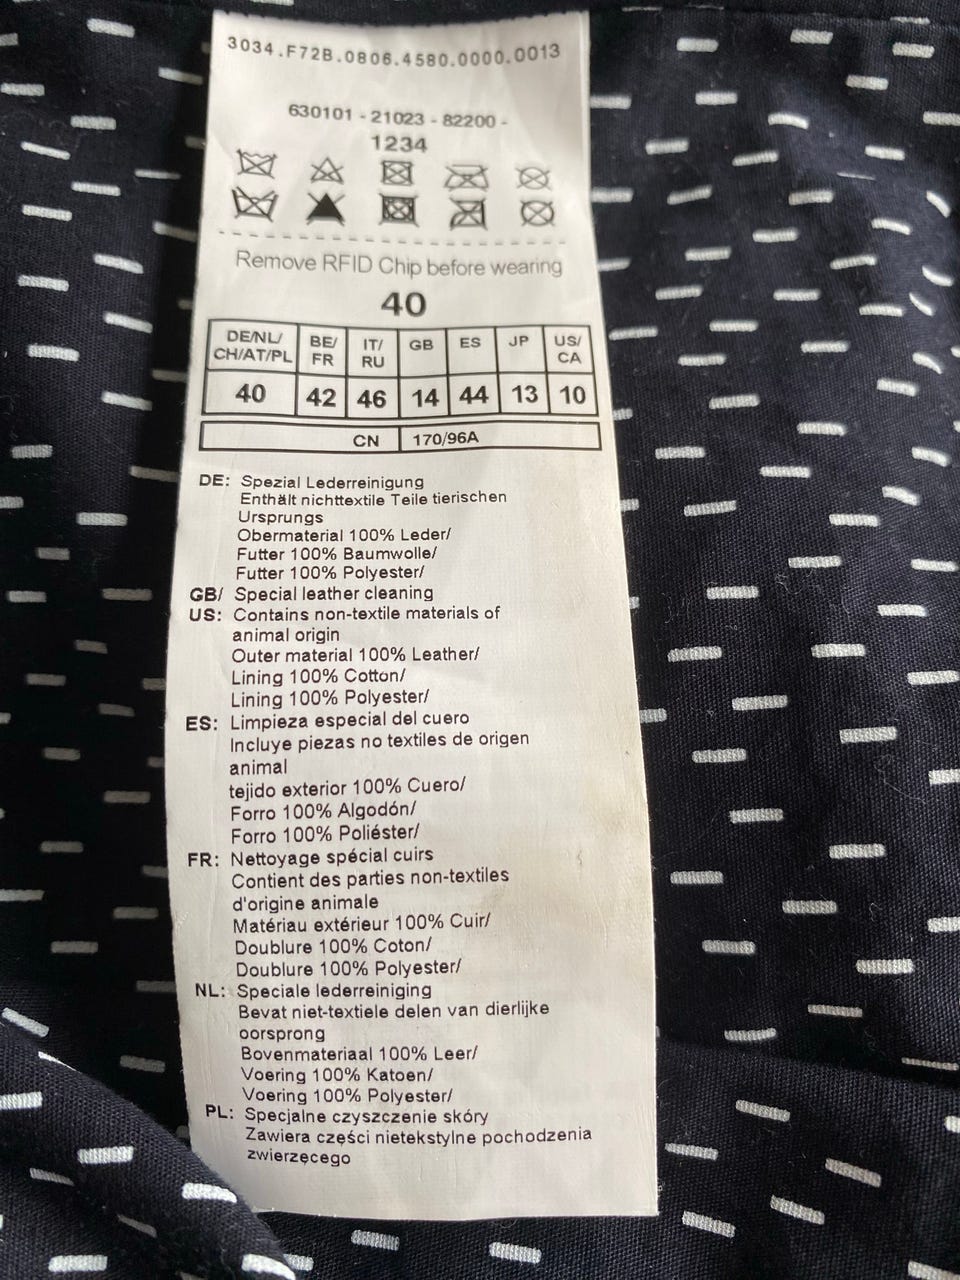 3034.F72B.0806.4580.0000.0013
630101 - 21023 - 82200 -
1234
Remove RFID Chip before wearing
40
DE/NL/ CH/AT/PL BE/ FR IT/ RU GB ES JP US/ CA
40 42 46 14 44 13 10
CN 170/96A
DE: Spezial Lederreinigung
Enthält nichttextile Teile tierischen
Ursprungs
Obermaterial 100% Leder/
Futter 100% Baumwolle/
Futter 100% Polyester/
GB/ Special leather cleaning
US: Contains non-textile materials of
animal origin
Outer material 100% Leather/
Lining 100% Cotton/
Lining 100% Polyester/
ES: Limpieza especial del cuero
Incluye piezas no textiles de origen
animal
tejido exterior 100% Cuero/
Forro 100% Algodón/
Forro 100% Poliéster/
FR: Nettoyage spécial cuirs
Contient des parties non-textiles
d'origine animale
Matériau extérieur 100% Cuir/
Doublure 100% Coton/
Doublure 100% Polyester/
NL: Speciale lederreiniging
Bevat niet-textiele delen van dierlijke
oorsprong
Bovenmateriaal 100% Leer/
Voering 100% Katoen/
Voering 100% Polyester/
PL: Specjalne czyszczenie skóry
Zawiera części nietekstylne pochodzenia
zwierzęcego